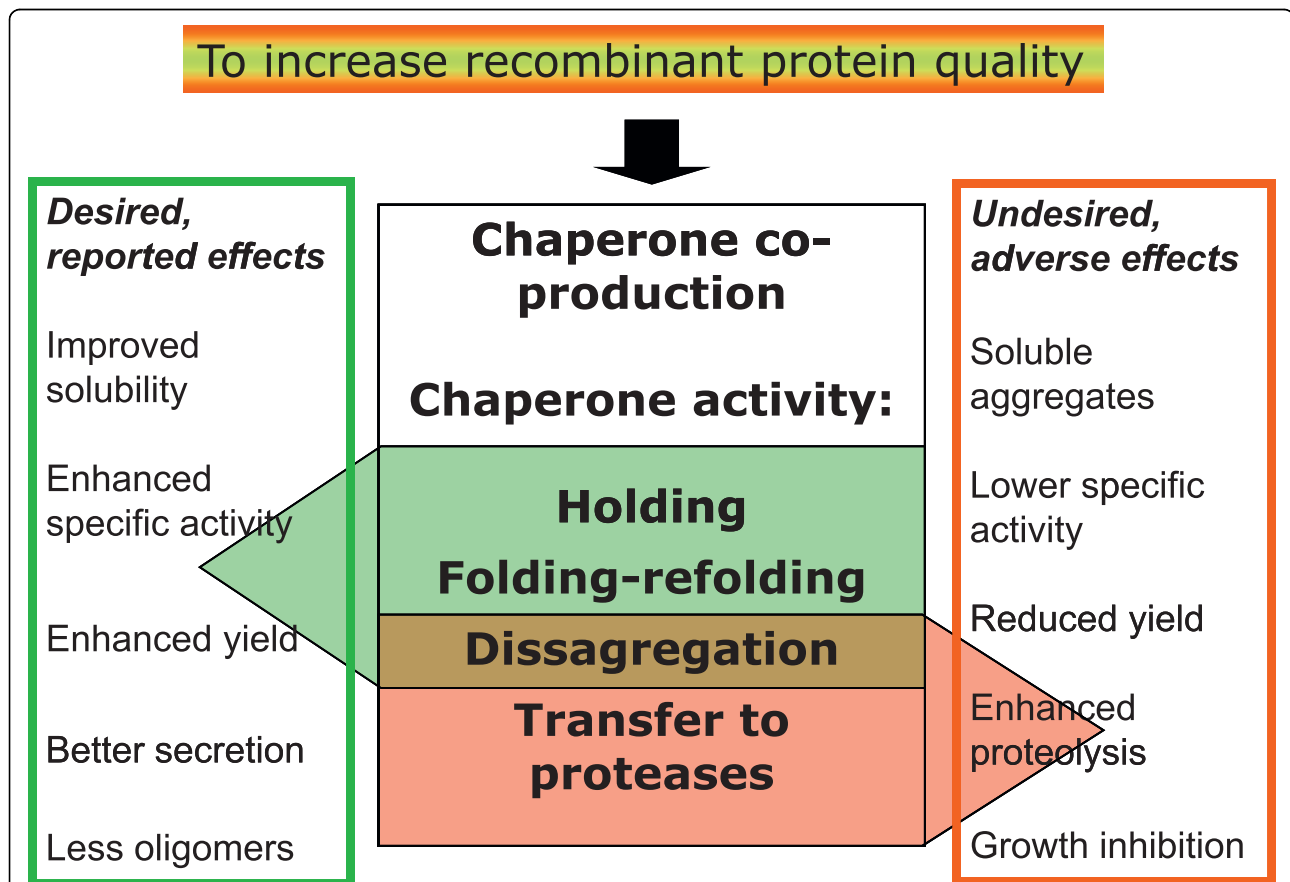 To increase recombinant protein quality
Desired,
reported effects
Improved
solubility
Enhanced
specific activity
Enhanced yield
Better secretion
Less oligomers
Chaperone co-
production
Chaperone activity:
Holding
Folding-refolding
Dissagregation
Transfer to
proteases
Undesired,
adverse effects
Soluble
aggregates
Lower specific
activity
Reduced yield
Enhanced
proteolysis
Growth inhibition